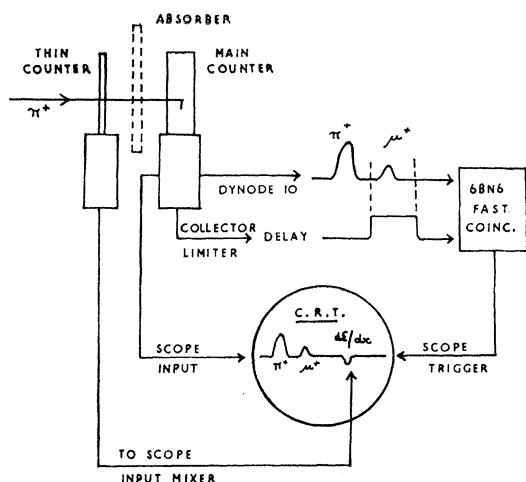 ABSORBER
THIN
COUNTER
MAIN
COUNTER
π+
π+
μ+
DYNODE 10
6BN6
FAST
COINC.
COLLECTOR
LIMITER
DELAY
C.R.T.
dE/dx
π+
μ+
SCOPE
INPUT
SCOPE
TRIGGER
TO SCOPE
INPUT MIXER